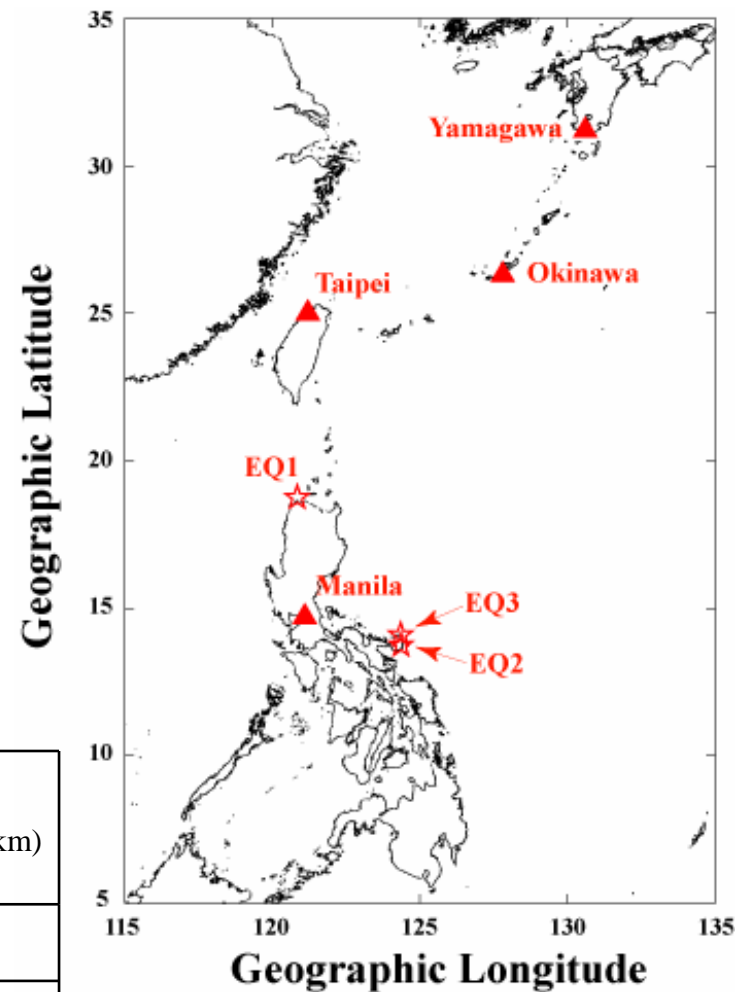 35
Yamagawa
30
Okinawa
Taipei
25
Geographic Latitude
20
EQ1
Manila
15
EQ3
EQ2
10
km)
5
115 120 125 130 135
Geographic Longitude